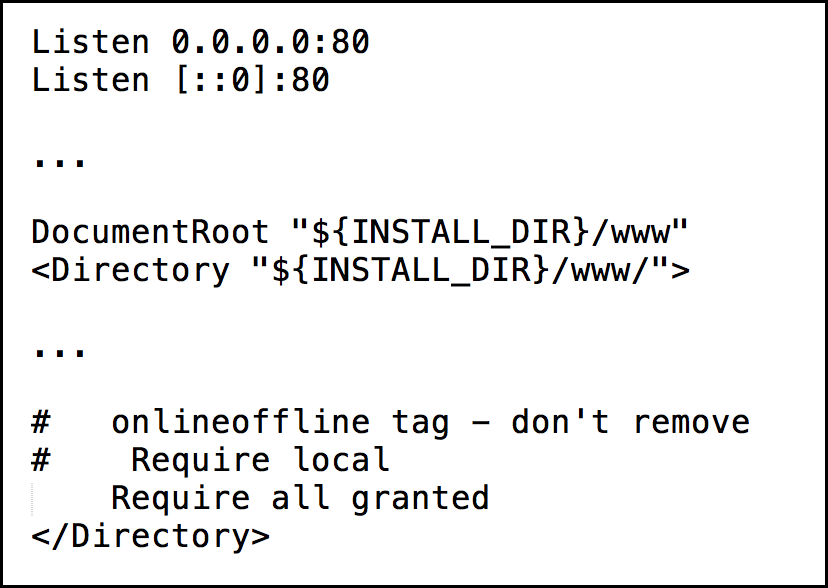 Listen 0.0.0.0:80
Listen [::0]:80
...
DocumentRoot "${INSTALL_DIR}/www"
<Directory "${INSTALL_DIR}/www/">
...
#   onlineoffline tag - don't remove
#    Require local
    Require all granted
</Directory>